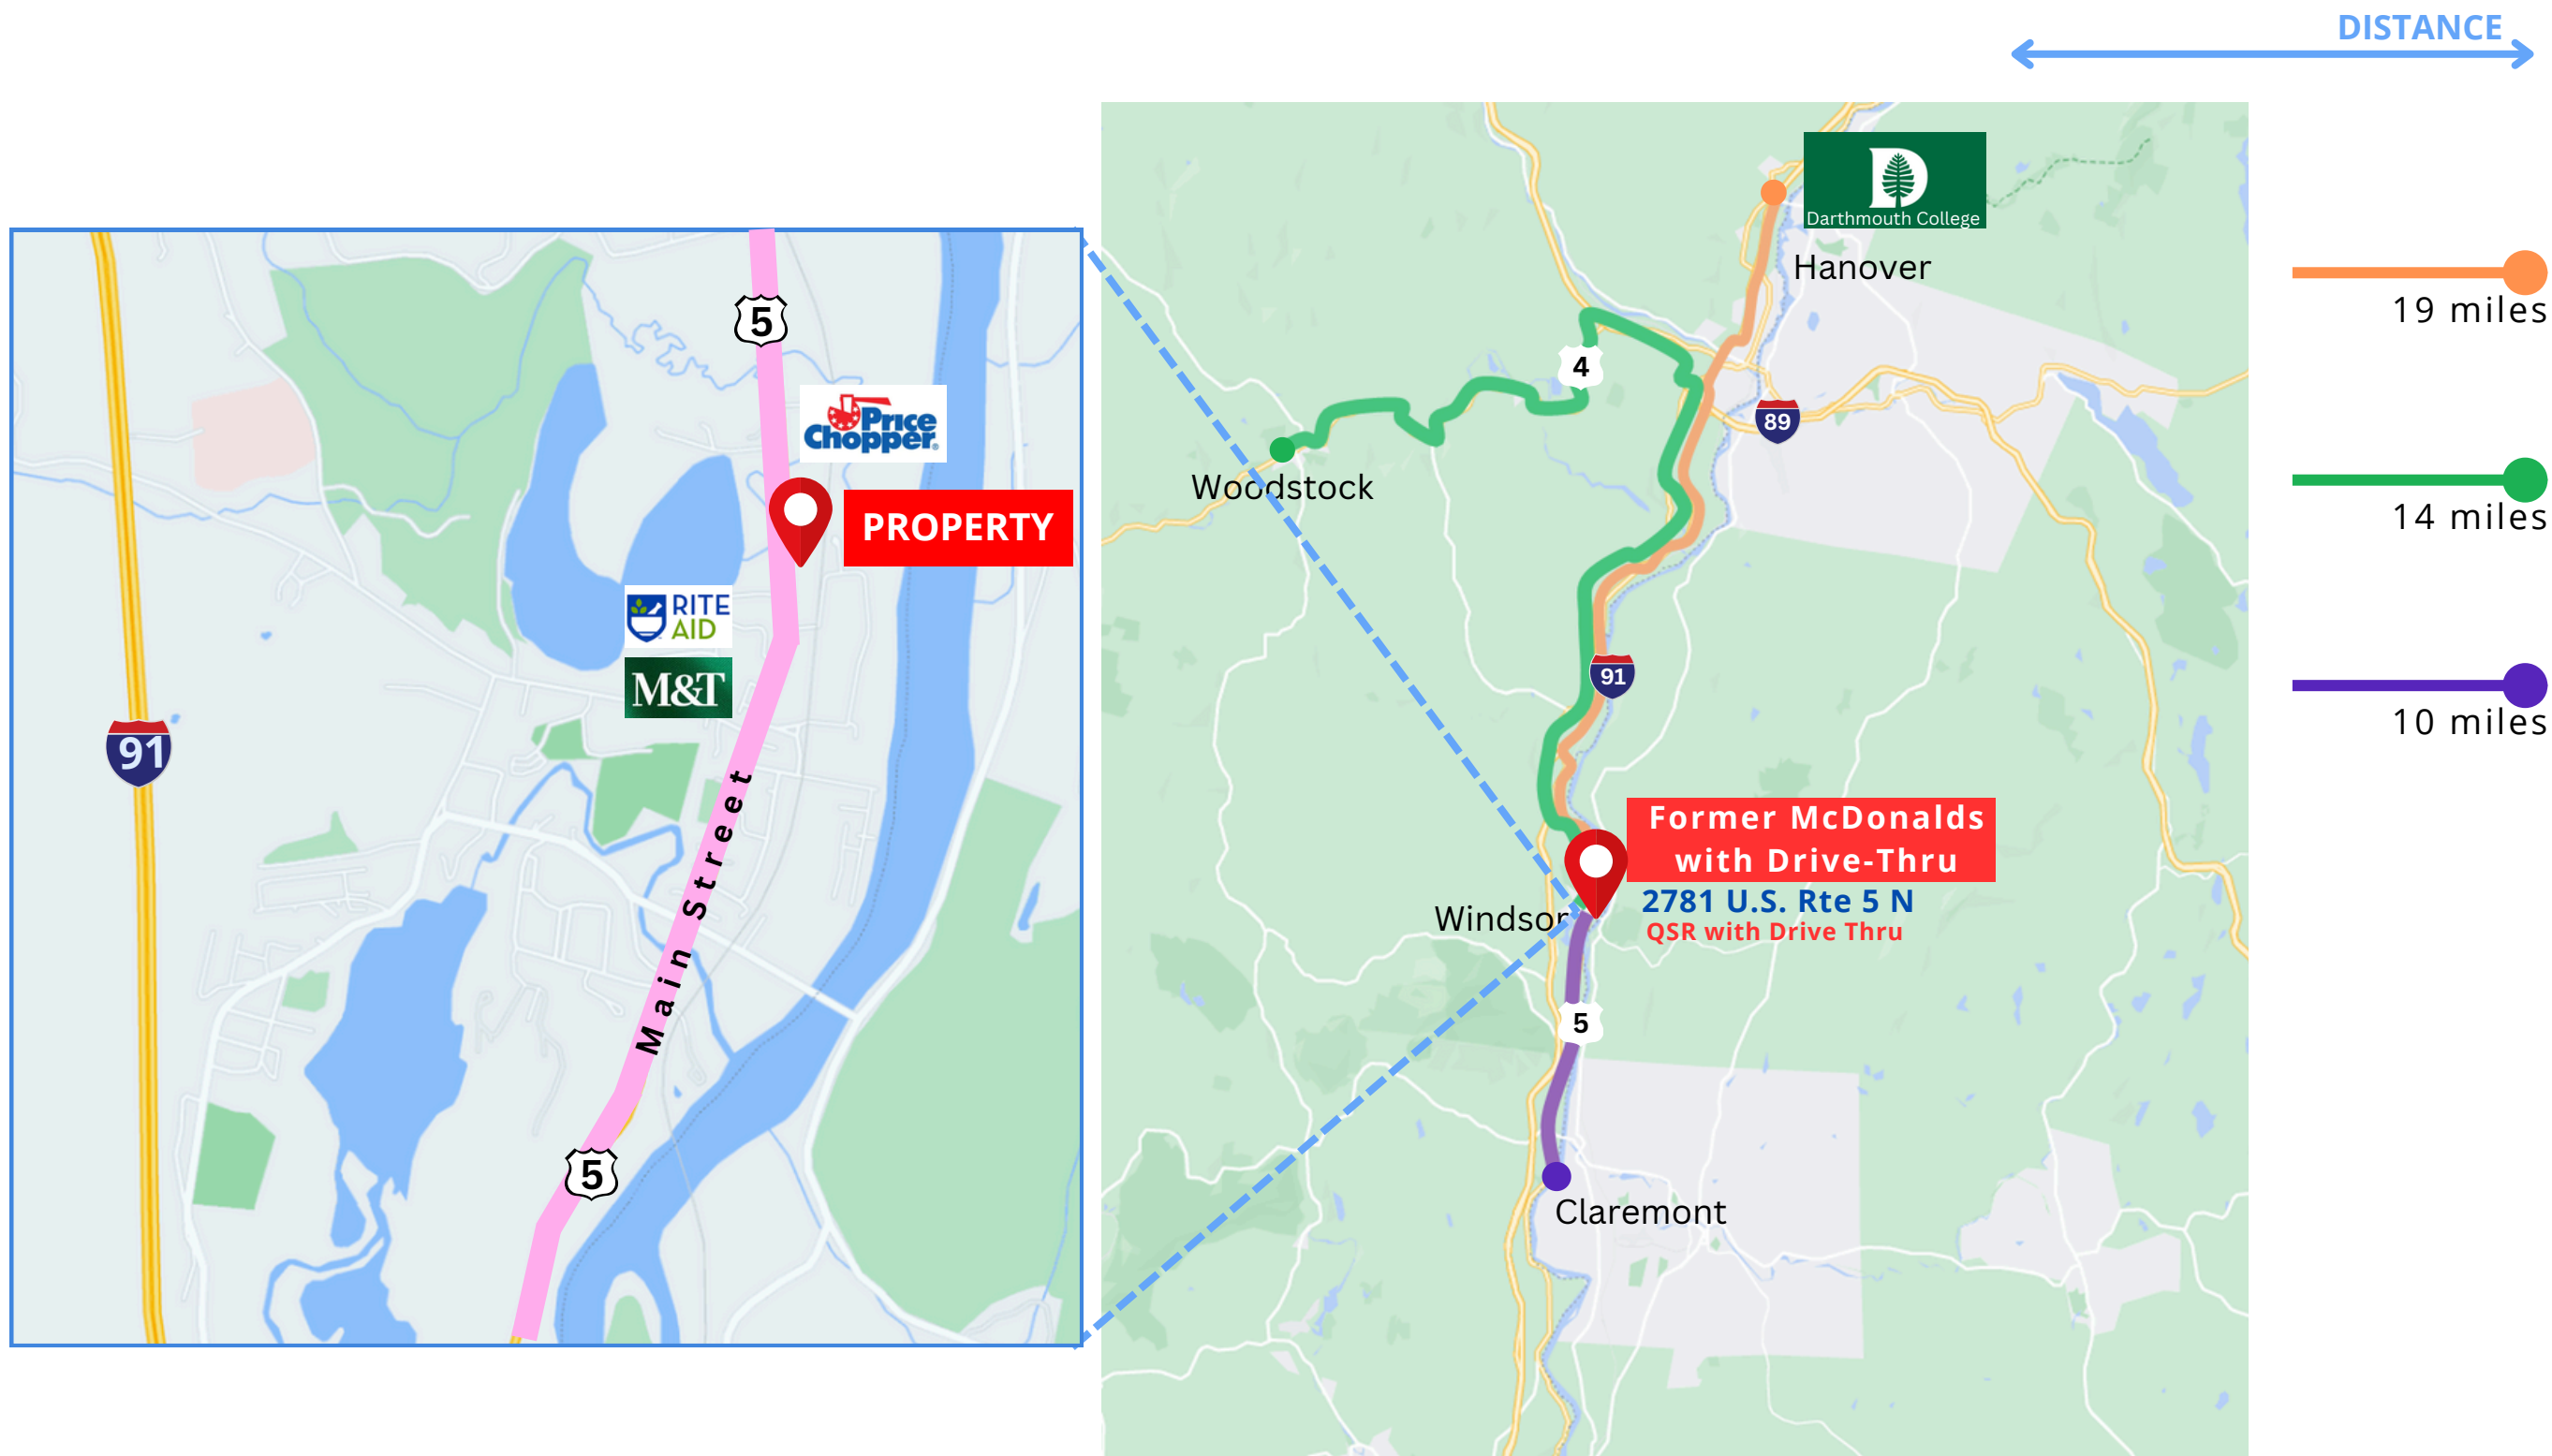 DISTANCE
5
Price
Chopper
PROPERTY
RITE
AID
M&T
91
Main Street
5
D
Darthmouth College
Hanover
4
89
Woodstock
91
Former McDonalds
with Drive-Thru
2781 U.S. Rte 5 N
QSR with Drive Thru
Windsor
5
Claremont
19 miles
14 miles
10 miles